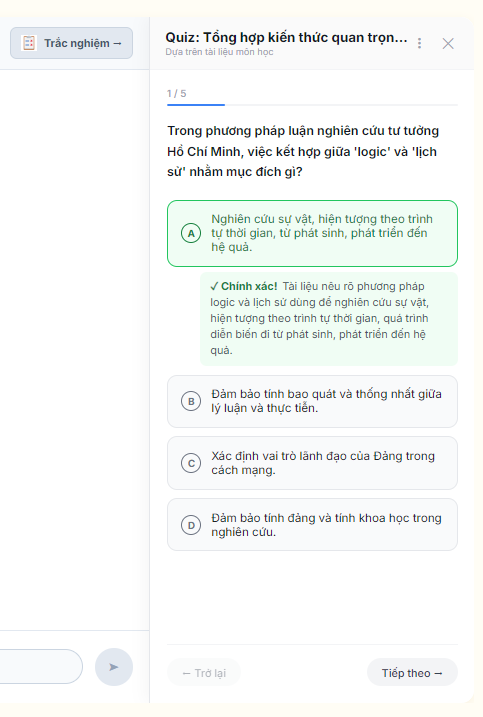 Trắc nghiệm →
Quiz: Tổng hợp kiến thức quan trọn...
Dựa trên tài liệu môn học
1 / 5
Trong phương pháp luận nghiên cứu tư tưởng
Hồ Chí Minh, việc kết hợp giữa 'logic' và 'lịch
sử' nhằm mục đích gì?
A
Nghiên cứu sự vật, hiện tượng theo trình
tự thời gian, từ phát sinh, phát triển đến
hệ quả.
✓ Chính xác! Tài liệu nêu rõ phương pháp
logic và lịch sử dùng để nghiên cứu sự vật,
hiện tượng theo trình tự thời gian, quá trình
diễn biến đi từ phát sinh, phát triển đến hệ
quả.
B
Đảm bảo tính bao quát và thống nhất giữa
lý luận và thực tiễn.
C
Xác định vai trò lãnh đạo của Đảng trong
cách mạng.
D
Đảm bảo tính đảng và tính khoa học trong
nghiên cứu.
← Trở lại
Tiếp theo →